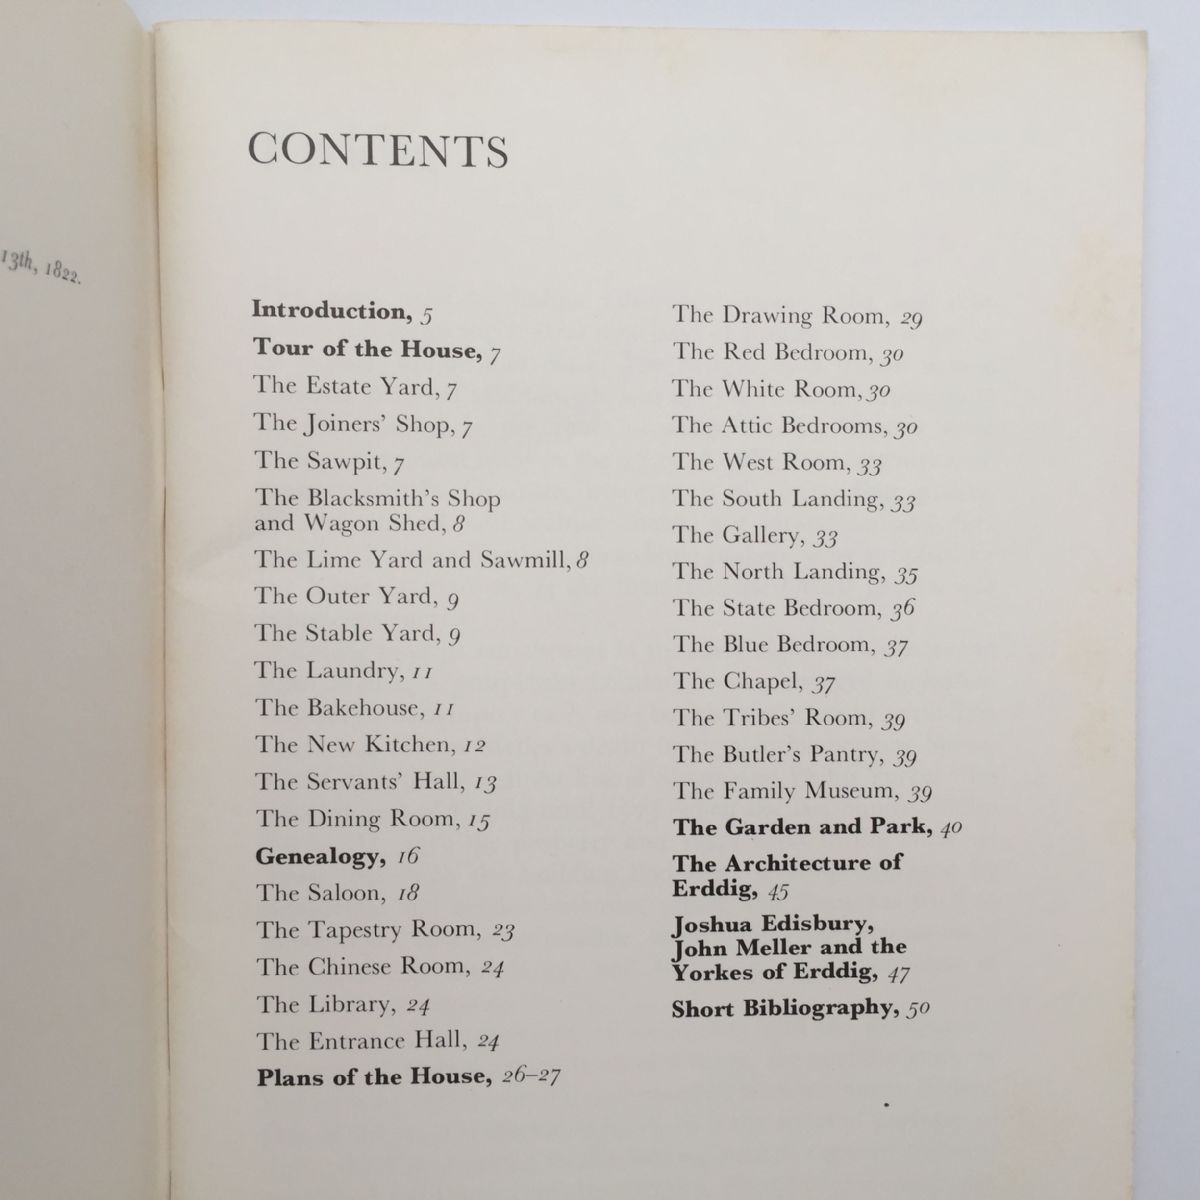 13th, 1822.
CONTENTS
Introduction, 5
Tour of the House, 7
The Estate Yard, 7
The Joiners' Shop, 7
The Sawpit, 7
The Blacksmith's Shop
and Wagon Shed, 8
The Lime Yard and Sawmill, 8
The Outer Yard, 9
The Stable Yard, 9
The Laundry, 11
The Bakehouse, 11
The New Kitchen, 12
The Servants' Hall, 13
The Dining Room, 15
Genealogy, 16
The Saloon, 18
The Tapestry Room, 23
The Chinese Room, 24
The Library, 24
The Entrance Hall, 24
Plans of the House, 26–27
The Drawing Room, 29
The Red Bedroom, 30
The White Room, 30
The Attic Bedrooms, 30
The West Room, 33
The South Landing, 33
The Gallery, 33
The North Landing, 35
The State Bedroom, 36
The Blue Bedroom, 37
The Chapel, 37
The Tribes' Room, 39
The Butler's Pantry, 39
The Family Museum, 39
The Garden and Park, 40
The Architecture of
Erddig, 45
Joshua Edisbury,
John Meller and the
Yorkes of Erddig, 47
Short Bibliography, 50